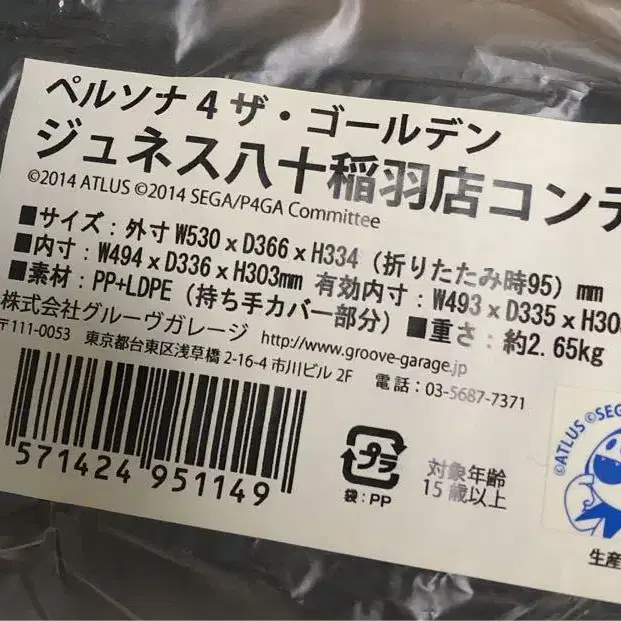 ペルソナ4 ザ・ゴールデン
ジュネス八十稲羽店コンテ
©2014 ATLUS ©2014 SEGA/P4GA Committee
■サイズ：外寸 W530 x D366 x H334（折りたたみ時95）mm
■内寸：W494 x D336 x H303mm 有効内寸：W493 x D335 x H30
■素材：PP+LDPE（持ち手カバー部分）■重さ：約2.65kg
株式会社グルーヴガレージ http://www.groove-garage.jp
〒111-0053 東京都台東区浅草橋 2-16-4 市川ビル 2F 電話：03-5687-7371
571424 951149
プラ
袋：PP
対象年齢
15歳以上
©ATLUS ©SEG
生産